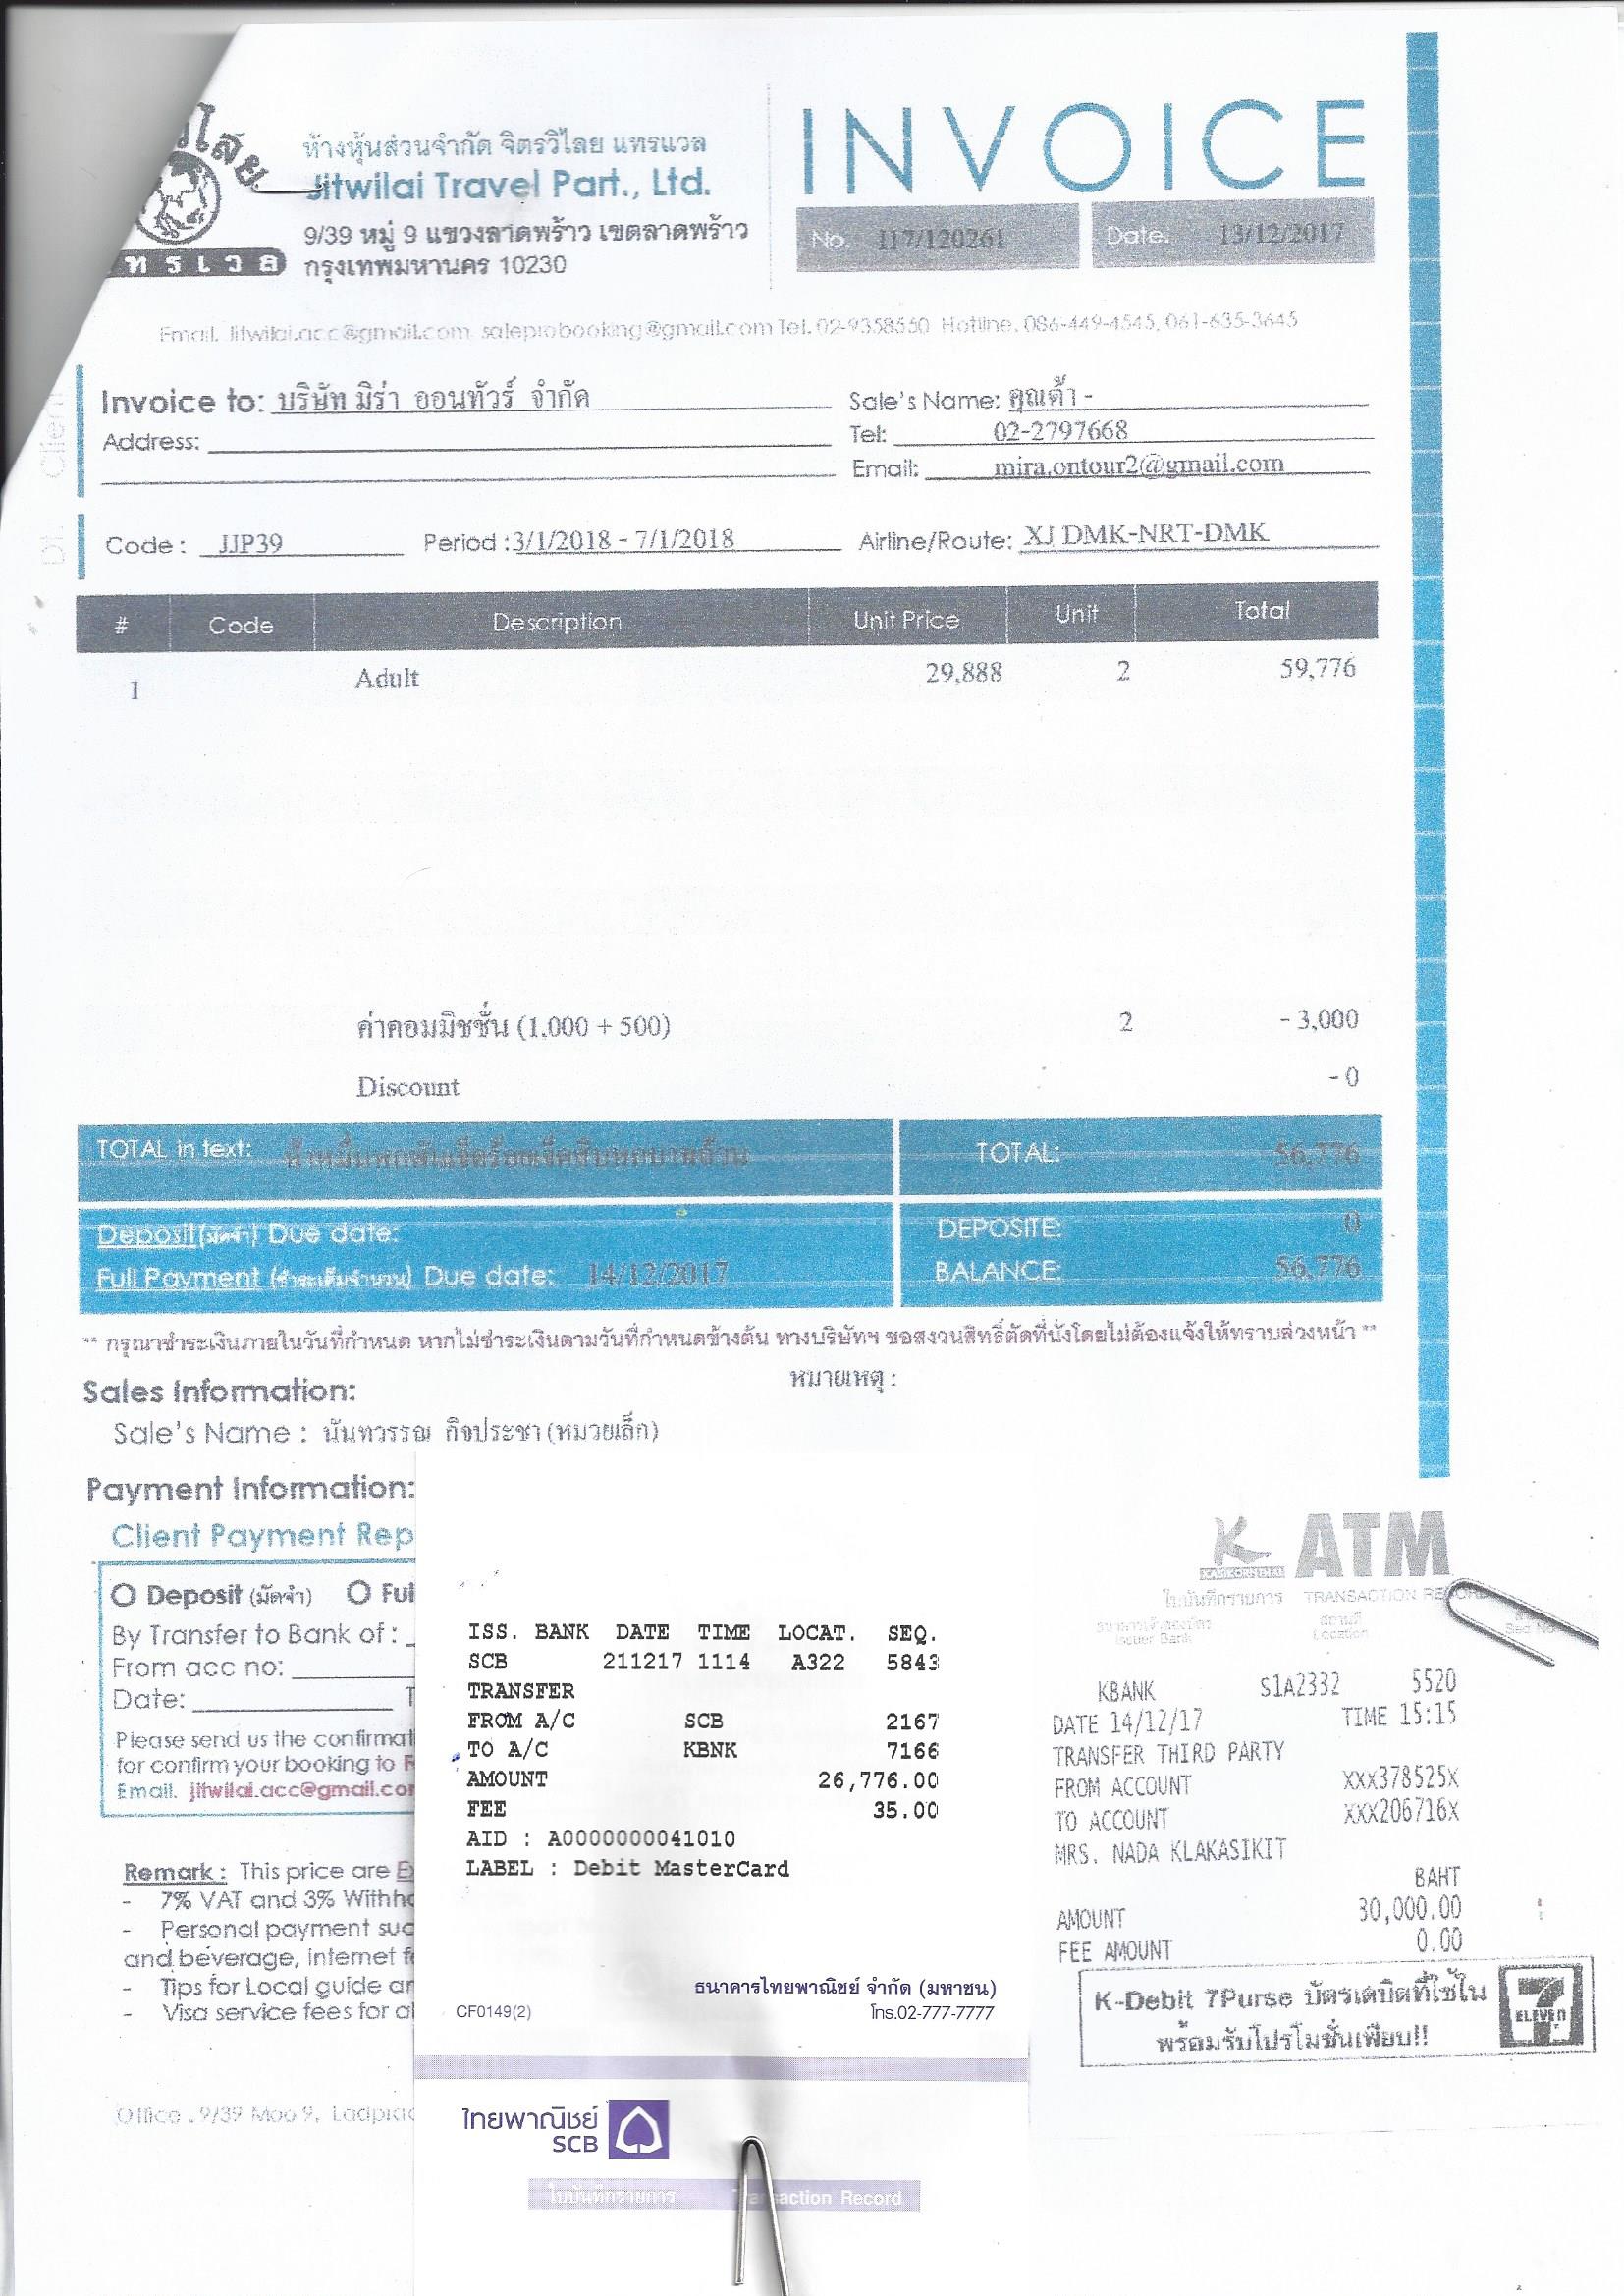 วิไลย
ทรเวล
ห้างหุ้นส่วนจำกัด จิตรวิไลย แทรแวล
Jitwilai Travel Part., Ltd.
9/39 หมู่ 9 แขวงลาดพร้าว เขตลาดพร้าว
กรุงเทพมหานคร 10230
INVOICE
No. 117/120261
Date. 13/12/2017
Email. Jitwilai.acc@gmail.com saleprobooking@gmail.com Tel. 02-9358550 Hotline. 086-449-4545, 061-635-3645
Invoice to: บริษัท มิร่า ออนทัวร์ จำกัด
Sale's Name: คุณเต้า -
Address:
Tel: 02-2797668
Email: mira.ontour2@gmail.com
Code : JJP39 Period : 3/1/2018 - 7/1/2018 Airline/Route: XJ DMK-NRT-DMK
# Code Description Unit Price Unit Total
1 Adult 29,888 2 59,776
ค่าคอมมิชชั่น (1,000 + 500) 2 - 3,000
Discount - 0
TOTAL in text: ห้าหมื่นหกพันเจ็ดร้อยเจ็ดสิบหกบาทถ้วน TOTAL: 56,776
Deposit(มัดจำ) Due date: DEPOSITE: 0
Full Payment (ชำระเต็มจำนวน) Due date: 14/12/2017 BALANCE: 56,776
** กรุณาชำระเงินภายในวันที่กำหนด หากไม่ชำระเงินตามวันที่กำหนดข้างต้น ทางบริษัทฯ ขอสงวนสิทธิ์ตัดที่นั่งโดยไม่ต้องแจ้งให้ทราบล่วงหน้า **
หมายเหตุ :
Sales Information:
Sale's Name : นันทวรรณ กิจประชา (หมวยเล็ก)
Payment Information:
Client Payment Rep
Deposit (มัดจำ) Ful
By Transfer to Bank of :
From acc no:
Date: T
Please send us the confirmat
for confirm your booking to F
Email. jitwilai.acc@gmail.cor
Remark : This price are E
- 7% VAT and 3% Withho
- Personal payment suc
and beverage, internet f
- Tips for Local guide ar
- Visa service fees for al
Office . 9/39 Moo 9, Ladprac
ISS. BANK DATE TIME LOCAT. SEQ.
SCB 211217 1114 A322 5843
TRANSFER
FROM A/C SCB 2167
TO A/C KBNK 7166
AMOUNT 26,776.00
FEE 35.00
AID : A0000000041010
LABEL : Debit MasterCard
ธนาคารไทยพาณิชย์ จำกัด (มหาชน)
CF0149(2) โทร.02-777-7777
ไทยพาณิชย์
SCB
ใบบันทึกรายการ Transaction Record
K ATM
KASIKORNTHAI
ใบบันทึกรายการ TRANSACTION RECOR
Issuer Bank สถานที่ Location Seq No
KBANK S1A2332 5520
DATE 14/12/17 TIME 15:15
TRANSFER THIRD PARTY
FROM ACCOUNT XXX378525X
TO ACCOUNT XXX206716X
MRS. NADA KLAKASIKIT
BAHT
AMOUNT 30,000.00
FEE AMOUNT 0.00
K-Debit 7Purse บัตรเดบิตที่ใช้ใน
พร้อมรับโปรโมชั่นเพียบ!!
7 ELEVEn